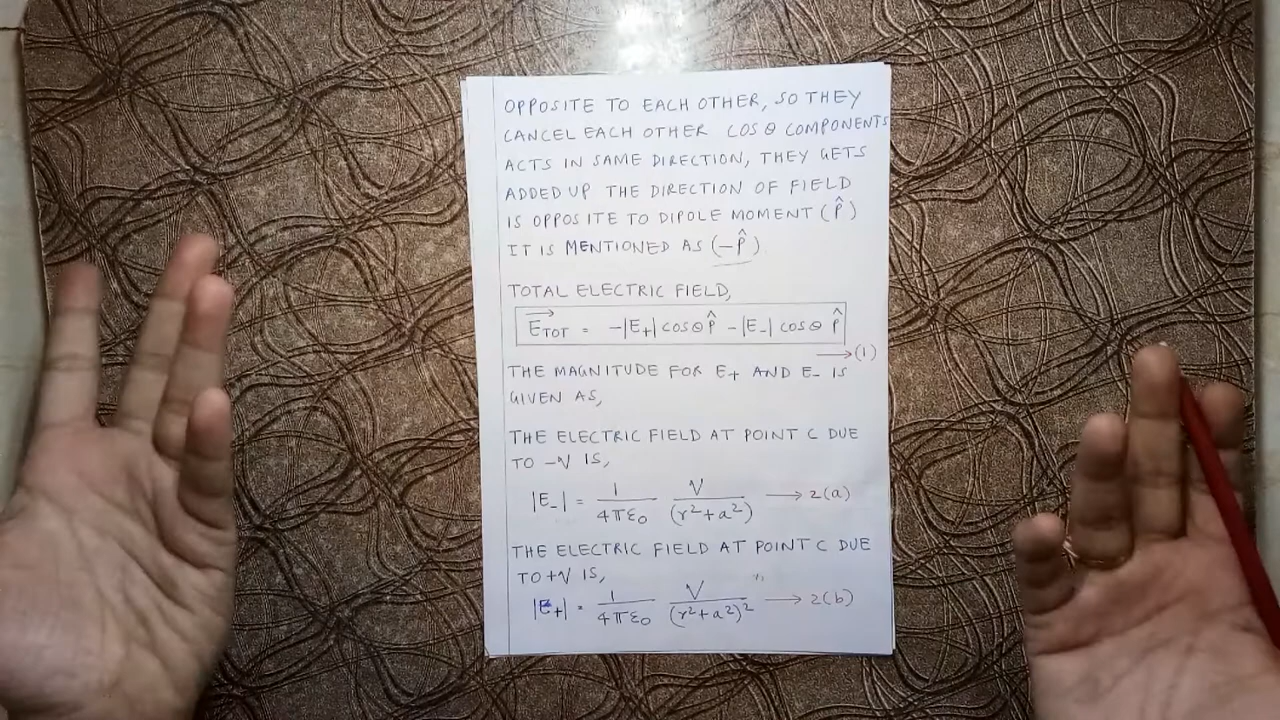 OPPOSITE TO EACH OTHER, SO THEY
CANCEL EACH OTHER COS θ COMPONENTS
ACTS IN SAME DIRECTION, THEY GETS
ADDED UP THE DIRECTION OF FIELD
IS OPPOSITE TO DIPOLE MOMENT (P̂)
IT IS MENTIONED AS (−P̂)
TOTAL ELECTRIC FIELD,
E⃗TOT = −|E₊| cosθ P̂ −|E₋| cosθ P̂
→(1)
THE MAGNITUDE FOR E₊ AND E₋ IS
GIVEN AS,
THE ELECTRIC FIELD AT POINT C DUE
TO −V IS,
|E₋| = 1/4πε₀ V/(r²+a²) → 2(a)
THE ELECTRIC FIELD AT POINT C DUE
TO +V IS,
|E₊| = 1/4πε₀ V/(r²+a²)² → 2(b)